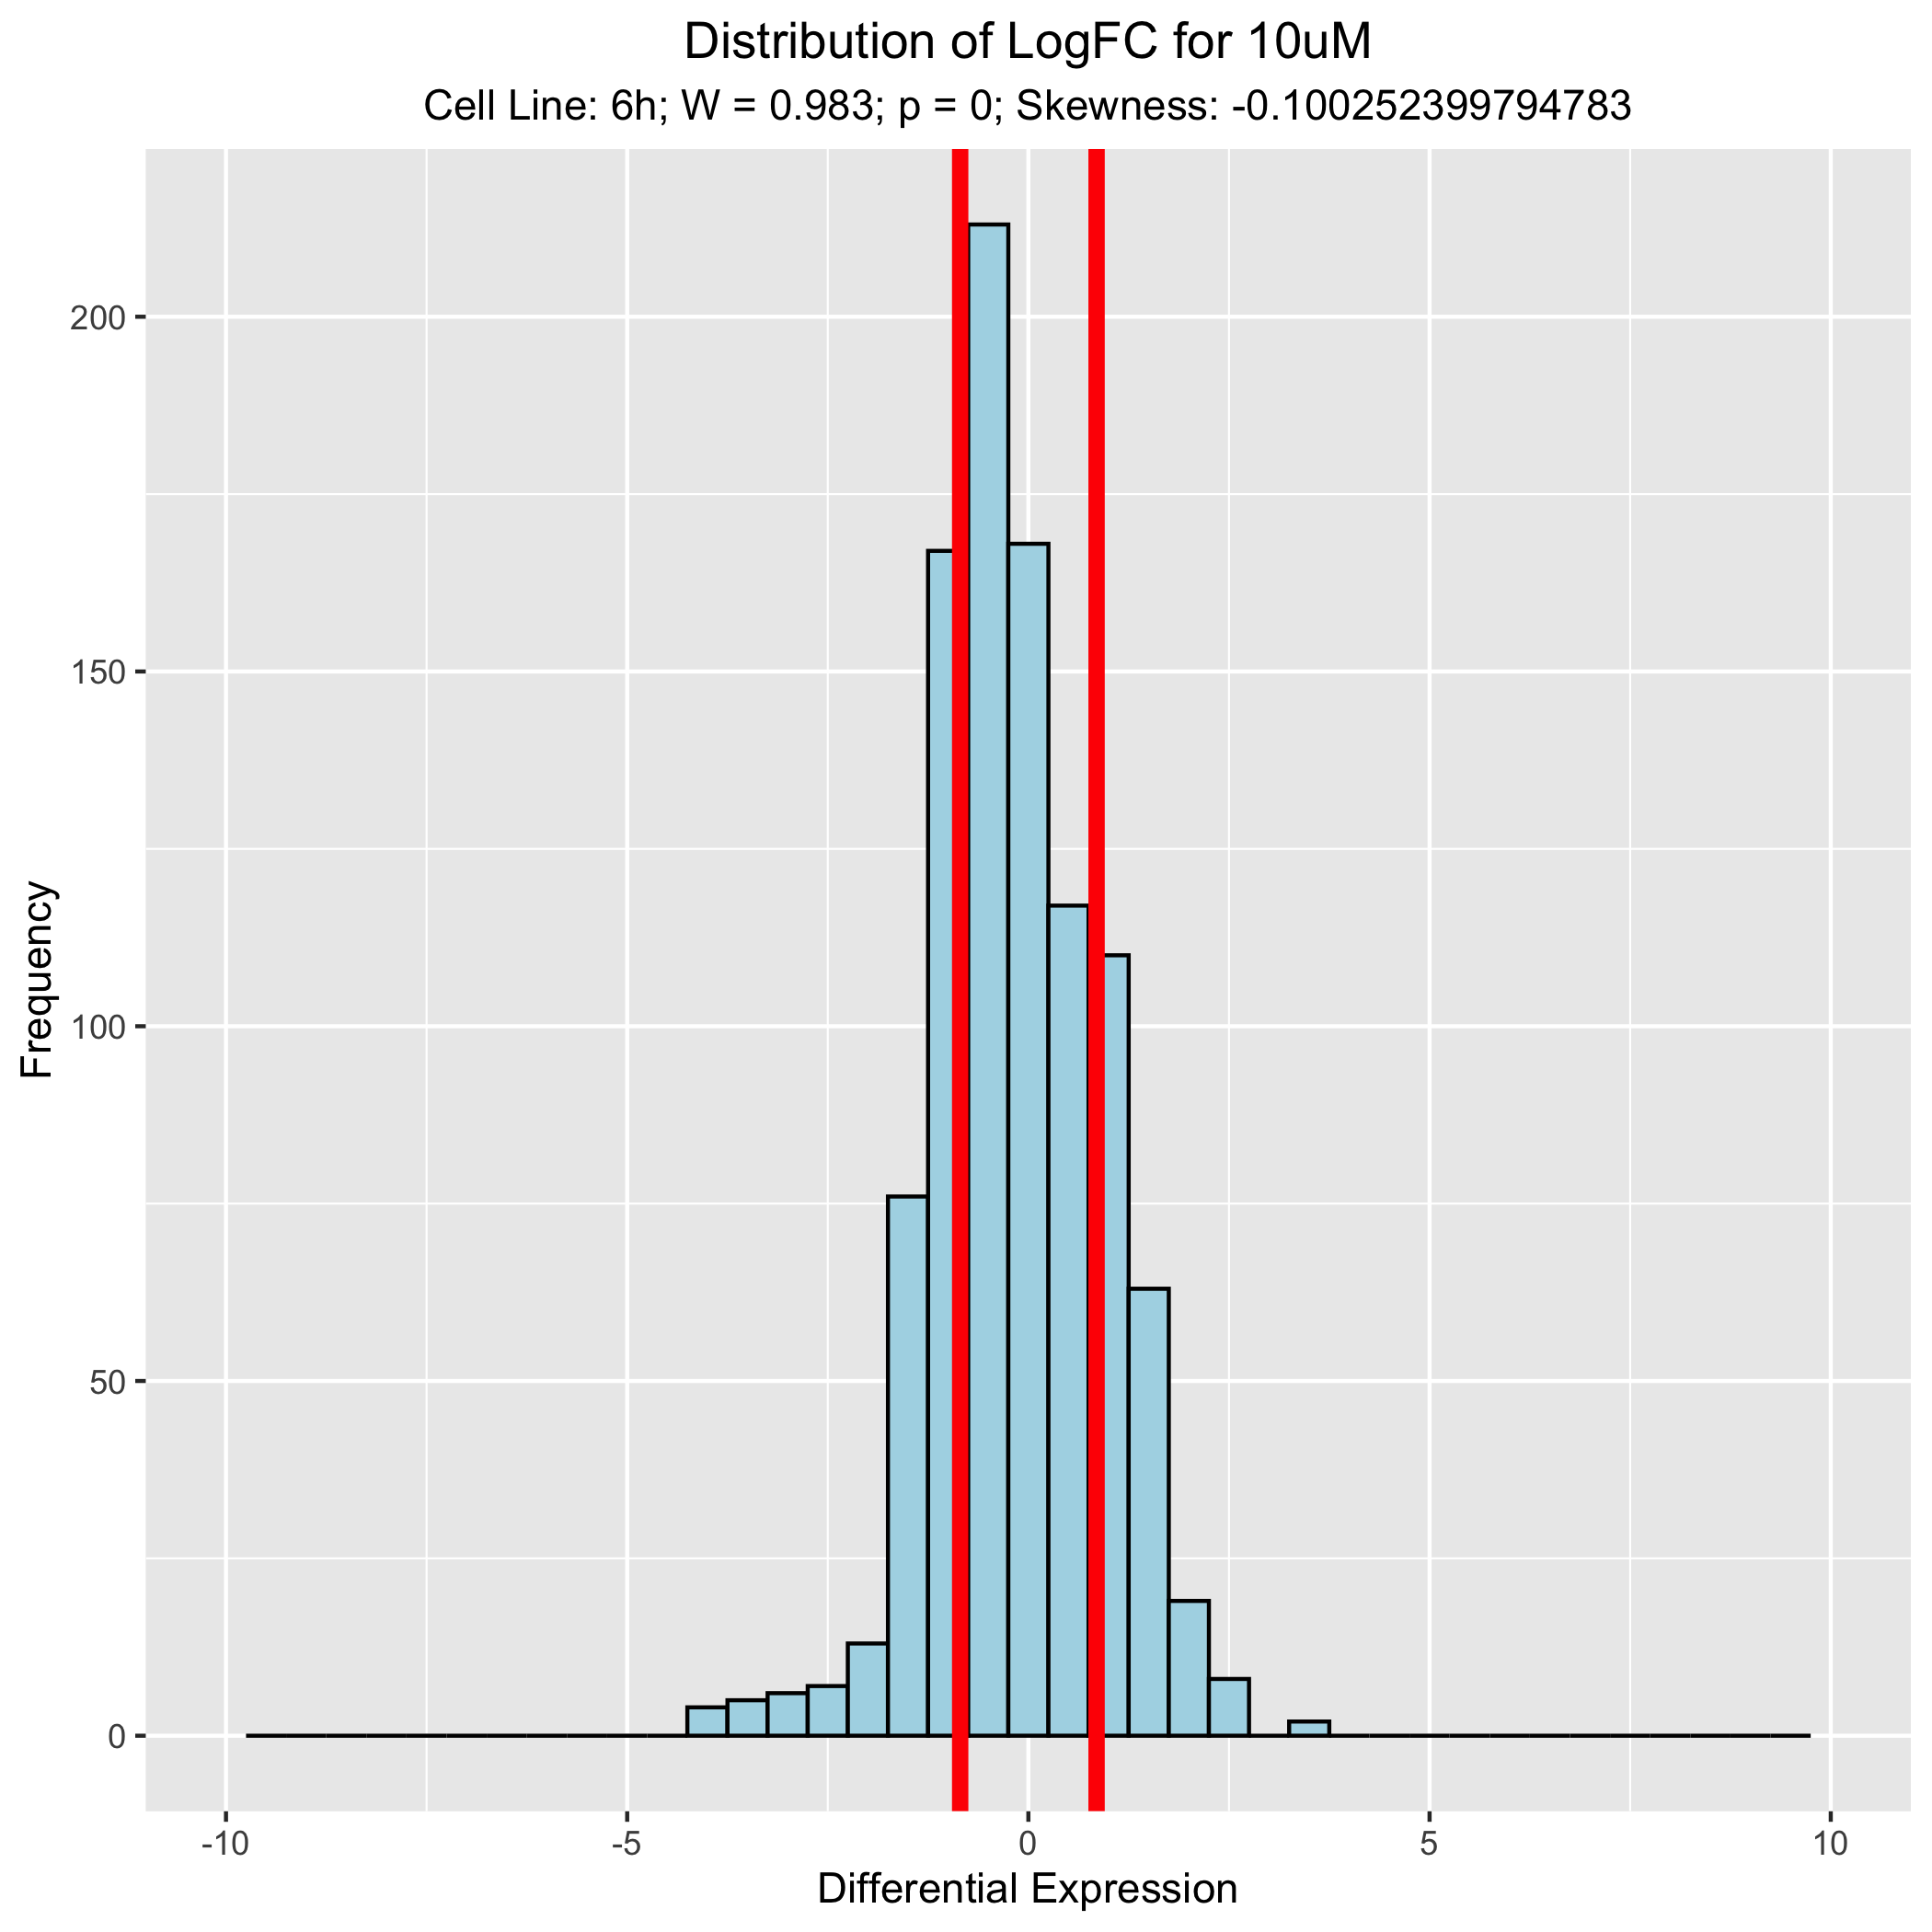 Distribution of LogFC for 10uM
Cell Line: 6h; W = 0.983; p = 0; Skewness: -0.100252399794783
Frequency
200
150
100
50
0
-10
-5
0
5
10
Differential Expression